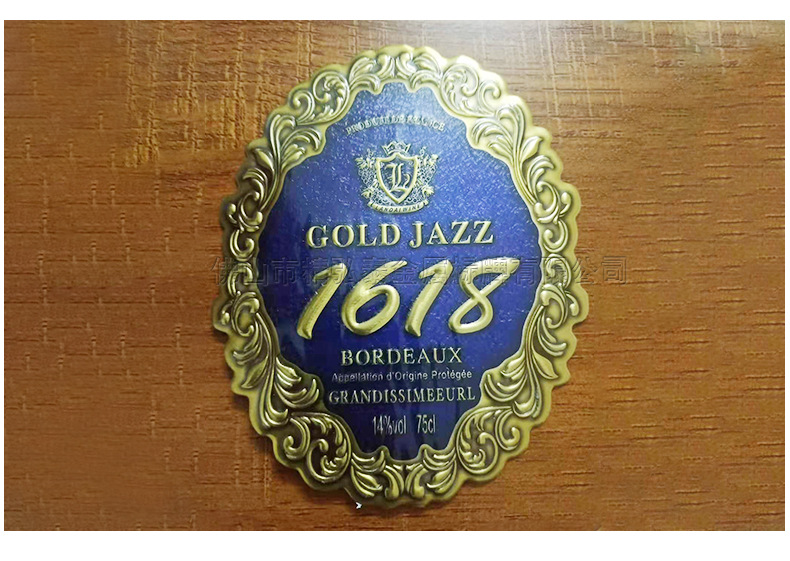 GOLD JAZZ
1618
BORDEAUX
Appellation d'Origine Protégée
GRANDISSIMEEURL
14%vol 75cl